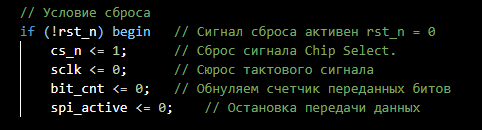 // Условие сброса
if (!rst_n) begin // Сигнал сброса активен rst_n = 0
cs_n <= 1; // Сброс сигнала Chip Select.
sclk <= 0; // Сюрос тактового сигнала
bit_cnt <= 0; // Обнуляем счетчик переданных битов
spi_active <= 0; // Остановка передачи данных